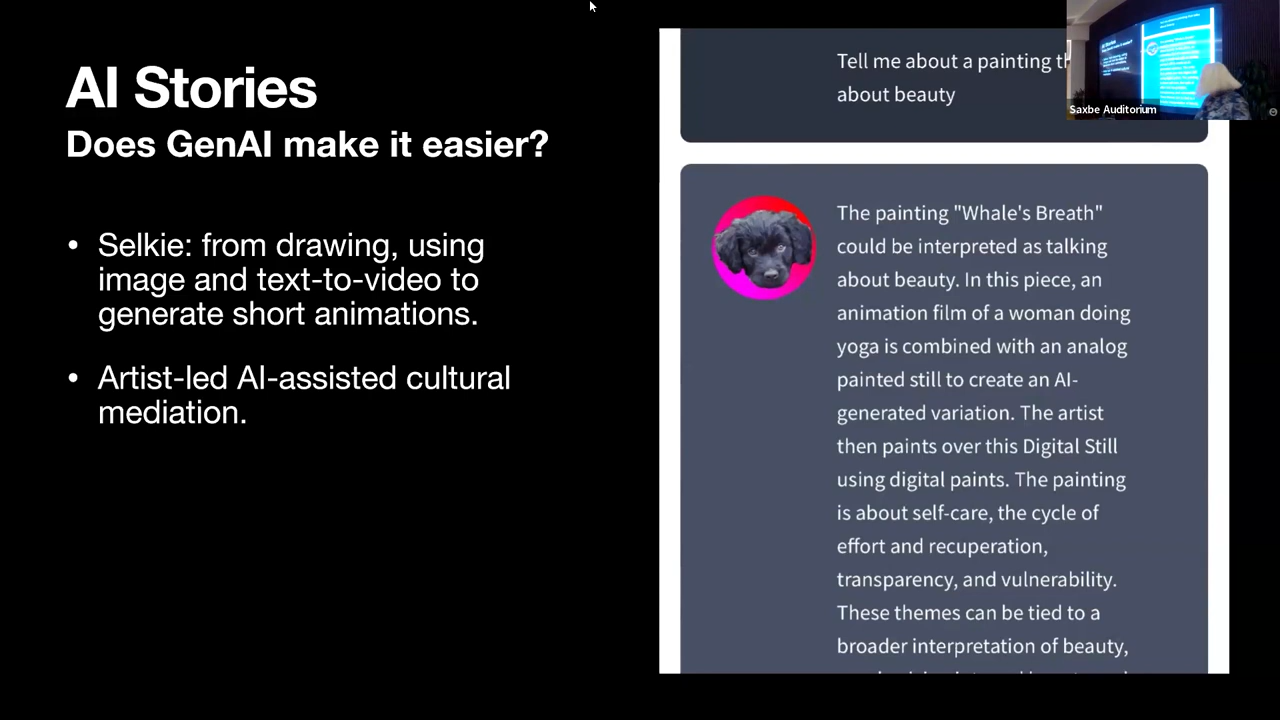 AI Stories
Does GenAI make it easier?
• Selkie: from drawing, using
image and text-to-video to
generate short animations.
• Artist-led AI-assisted cultural
mediation.
Tell me about a painting
about beauty
The painting "Whale's Breath"
could be interpreted as talking
about beauty. In this piece, an
animation film of a woman doing
yoga is combined with an analog
painted still to create an AI-
generated variation. The artist
then paints over this Digital Still
using digital paints. The painting
is about self-care, the cycle of
effort and recuperation,
transparency, and vulnerability.
These themes can be tied to a
broader interpretation of beauty,
Saxbe Auditorium